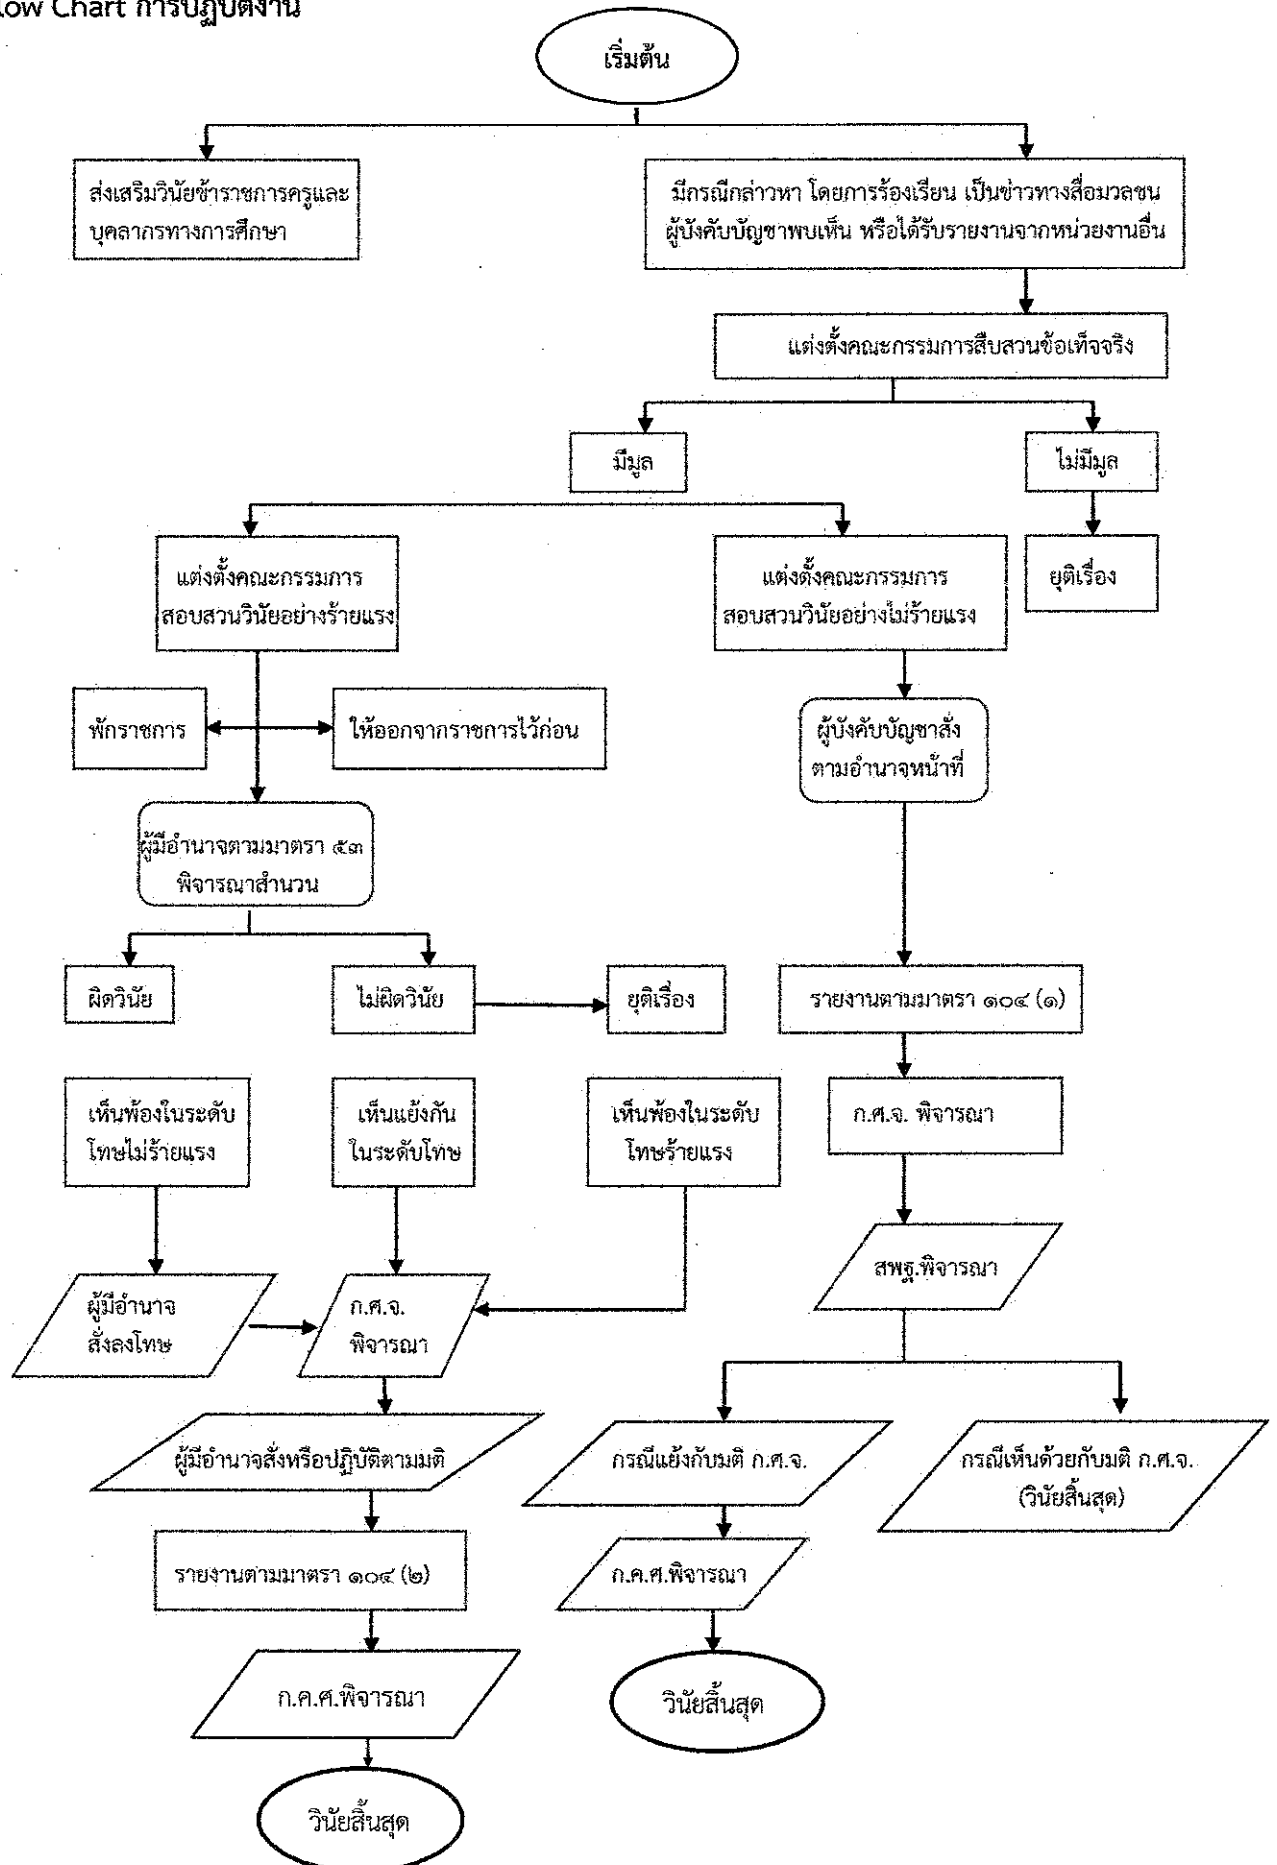 low Chart การปฏิบัติงาน
เริ่มต้น
ส่งเสริมวินัยข้าราชการครูและ
บุคลากรทางการศึกษา
มีกรณีกล่าวหา โดยการร้องเรียน เป็นข่าวทางสื่อมวลชน
ผู้บังคับบัญชาพบเห็น หรือได้รับรายงานจากหน่วยงานอื่น
แต่งตั้งคณะกรรมการสืบสวนข้อเท็จจริง
มีมูล
ไม่มีมูล
แต่งตั้งคณะกรรมการ
สอบสวนวินัยอย่างร้ายแรง
แต่งตั้งคณะกรรมการ
สอบสวนวินัยอย่างไม่ร้ายแรง
ยุติเรื่อง
พักราชการ
ให้ออกจากราชการไว้ก่อน
ผู้บังคับบัญชาสั่ง
ตามอำนาจหน้าที่
ผู้มีอำนาจตามมาตรา ๕๓
พิจารณาสำนวน
ผิดวินัย
ไม่ผิดวินัย
ยุติเรื่อง
รายงานตามมาตรา ๑๐๔ (๑)
เห็นพ้องในระดับ
โทษไม่ร้ายแรง
เห็นแย้งกัน
ในระดับโทษ
เห็นพ้องในระดับ
โทษร้ายแรง
ก.ศ.จ. พิจารณา
สพฐ.พิจารณา
ผู้มีอำนาจ
สั่งลงโทษ
ก.ศ.จ.
พิจารณา
ผู้มีอำนาจสั่งหรือปฏิบัติตามมติ
กรณีแย้งกับมติ ก.ศ.จ.
กรณีเห็นด้วยกับมติ ก.ศ.จ.
(วินัยสิ้นสุด)
รายงานตามมาตรา ๑๐๔ (๒)
ก.ค.ศ.พิจารณา
ก.ค.ศ.พิจารณา
วินัยสิ้นสุด
วินัยสิ้นสุด